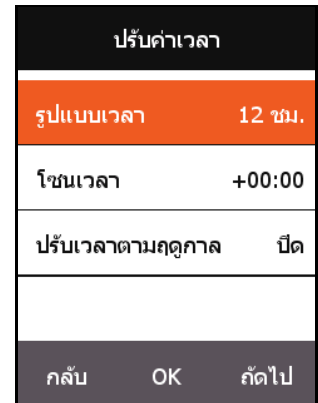 ปรับค่าเวลา
รูปแบบเวลา 12 ชม.
โซนเวลา +00:00
ปรับเวลาตามฤดูกาล ปิด
กลับ OK ถัดไป